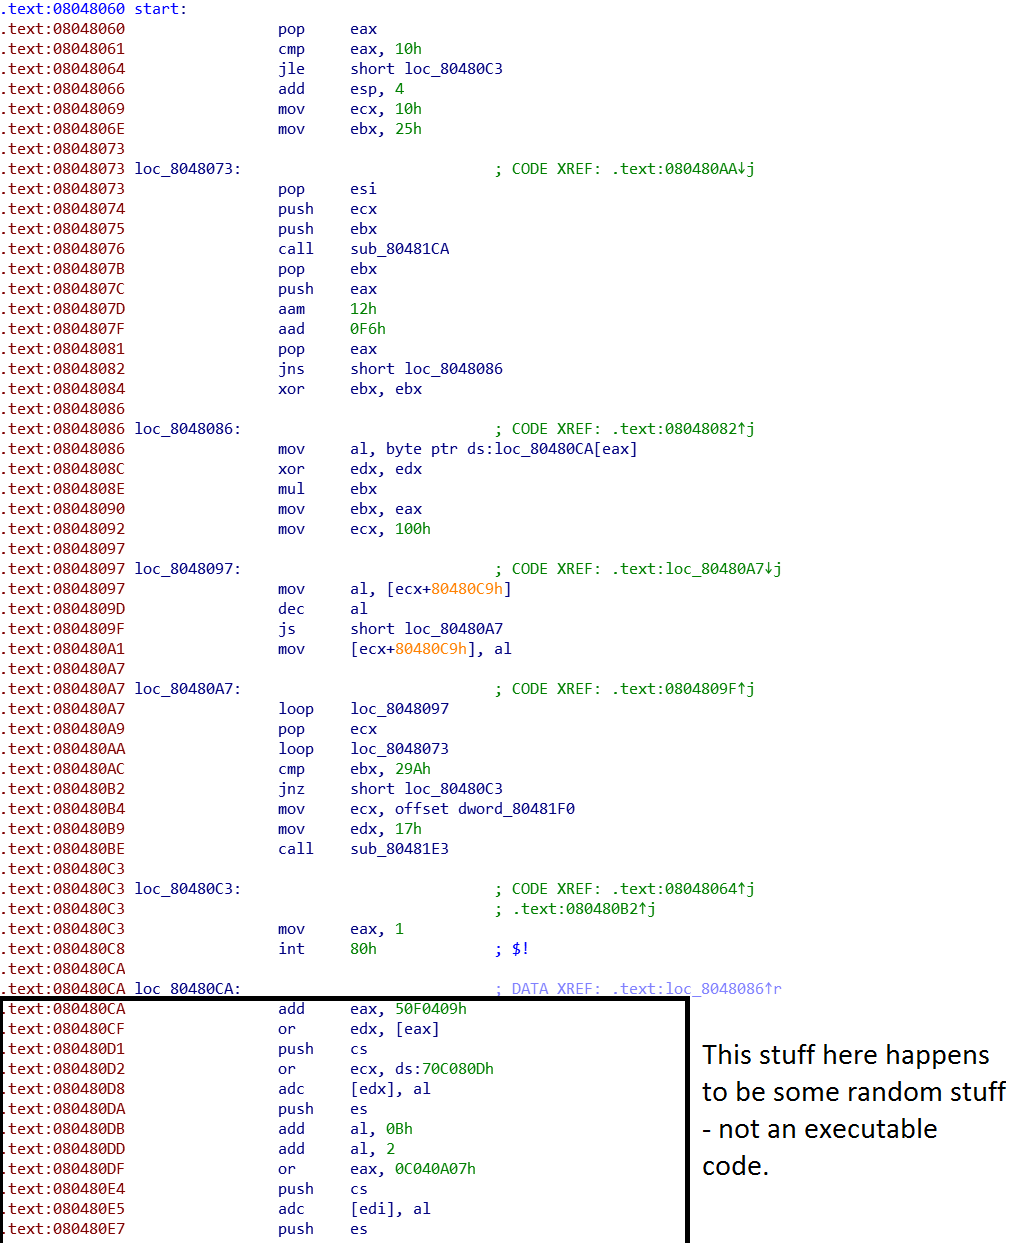 .text:08048060 start:
.text:08048060 pop eax
.text:08048061 cmp eax, 10h
.text:08048064 jle short loc_80480C3
.text:08048066 add esp, 4
.text:08048069 mov ecx, 10h
.text:0804806E mov ebx, 25h
.text:08048073
.text:08048073 loc_8048073: ; CODE XREF: .text:080480AA↓j
.text:08048073 pop esi
.text:08048074 push ecx
.text:08048075 push ebx
.text:08048076 call sub_80481CA
.text:0804807B pop ebx
.text:0804807C push eax
.text:0804807D aam 12h
.text:0804807F aad 0F6h
.text:08048081 pop eax
.text:08048082 jns short loc_8048086
.text:08048084 xor ebx, ebx
.text:08048086
.text:08048086 loc_8048086: ; CODE XREF: .text:08048082↑j
.text:08048086 mov al, byte ptr ds:loc_80480CA[eax]
.text:0804808C xor edx, edx
.text:0804808E mul ebx
.text:08048090 mov ebx, eax
.text:08048092 mov ecx, 100h
.text:08048097
.text:08048097 loc_8048097: ; CODE XREF: .text:loc_80480A7↓j
.text:08048097 mov al, [ecx+80480C9h]
.text:0804809D dec al
.text:0804809F js short loc_80480A7
.text:080480A1 mov [ecx+80480C9h], al
.text:080480A7
.text:080480A7 loc_80480A7: ; CODE XREF: .text:0804809F↑j
.text:080480A7 loop loc_8048097
.text:080480A9 pop ecx
.text:080480AA loop loc_8048073
.text:080480AC cmp ebx, 29Ah
.text:080480B2 jnz short loc_80480C3
.text:080480B4 mov ecx, offset dword_80481F0
.text:080480B9 mov edx, 17h
.text:080480BE call sub_80481E3
.text:080480C3
.text:080480C3 loc_80480C3: ; CODE XREF: .text:08048064↑j
.text:080480C3 ; .text:080480B2↑j
.text:080480C3 mov eax, 1
.text:080480C8 int 80h ; $!
.text:080480CA
.text:080480CA loc_80480CA: ; DATA XREF: .text:loc_8048086↑r
.text:080480CA add eax, 50F0409h
.text:080480CF or edx, [eax]
.text:080480D1 push cs
.text:080480D2 or ecx, ds:70C080Dh
.text:080480D8 adc [edx], al
.text:080480DA push es
.text:080480DB add al, 0Bh
.text:080480DD add al, 2
.text:080480DF or eax, 0C040A07h
.text:080480E4 push cs
.text:080480E5 adc [edi], al
.text:080480E7 push es
This stuff here happens
to be some random stuff
- not an executable
code.